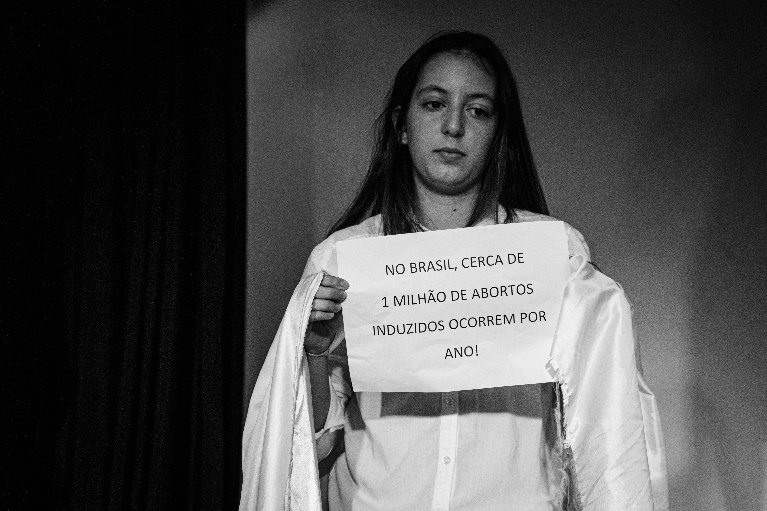 NO BRASIL, CERCA DE
1 MILHÃO DE ABORTOS
INDUZIDOS OCORREM POR
ANO!